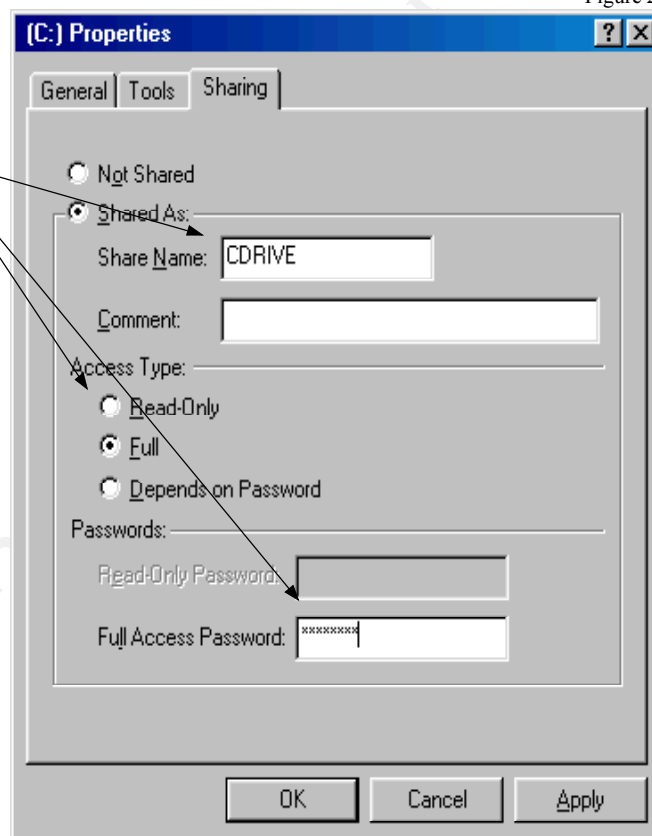 Figure 2
(C:) Properties
General Tools Sharing
Not Shared
Shared As:
Share Name: CDRIVE
Comment:
Access Type:
Read-Only
Full
Depends on Password
Passwords:
Read-Only Password:
Full Access Password: ********
OK Cancel Apply